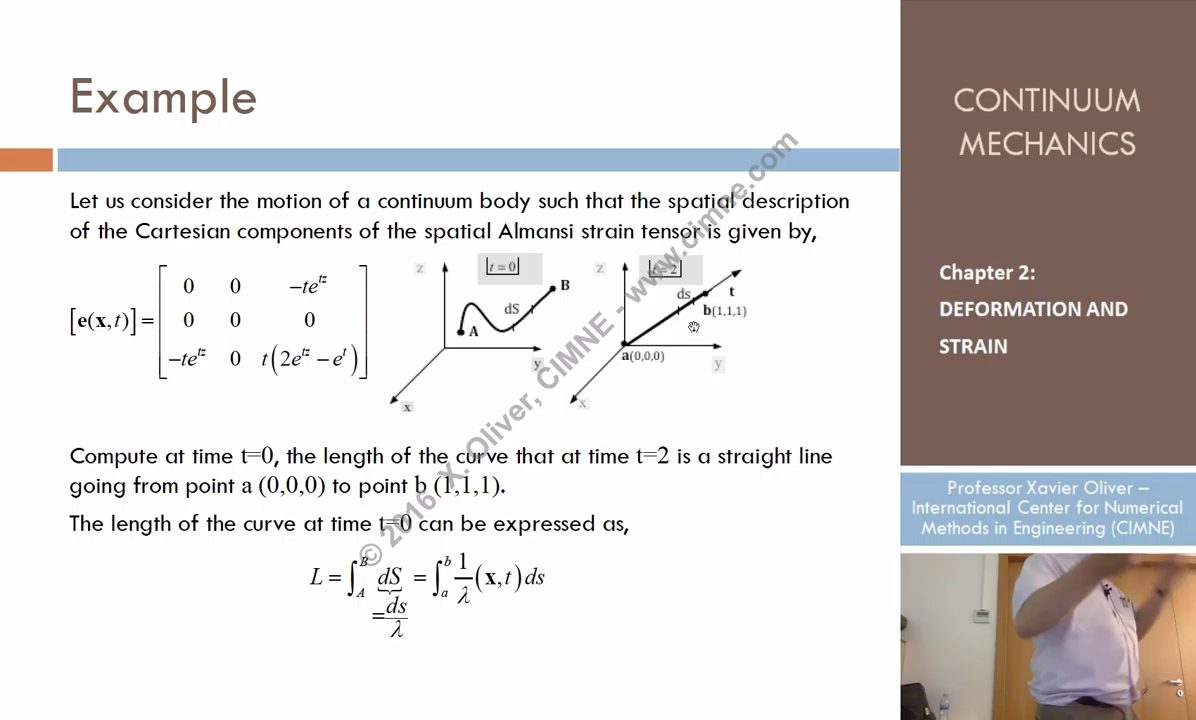 Example
Let us consider the motion of a continuum body such that the spatial description
of the Cartesian components of the spatial Almansi strain tensor is given by,
[e(x,t)] = [ 0 0 -te^{tz}
0 0 0
-te^{tz} 0 t(2e^{tz} - e^{t}) ]
z
t = 0
B
dS
A
y
x
z
t = 2
t
ds
b(1,1,1)
a(0,0,0)
y
x
Compute at time t=0, the length of the curve that at time t=2 is a straight line
going from point a (0,0,0) to point b (1,1,1).
The length of the curve at time t=0 can be expressed as,
L = ∫_A^B dS = ∫_a^b 1/λ (x,t) ds
= ds/λ
© 2016 X. Oliver, CIMNE - www.cimne.com
CONTINUUM
MECHANICS
Chapter 2:
DEFORMATION AND
STRAIN
Professor Xavier Oliver –
International Center for Numerical
Methods in Engineering (CIMNE)